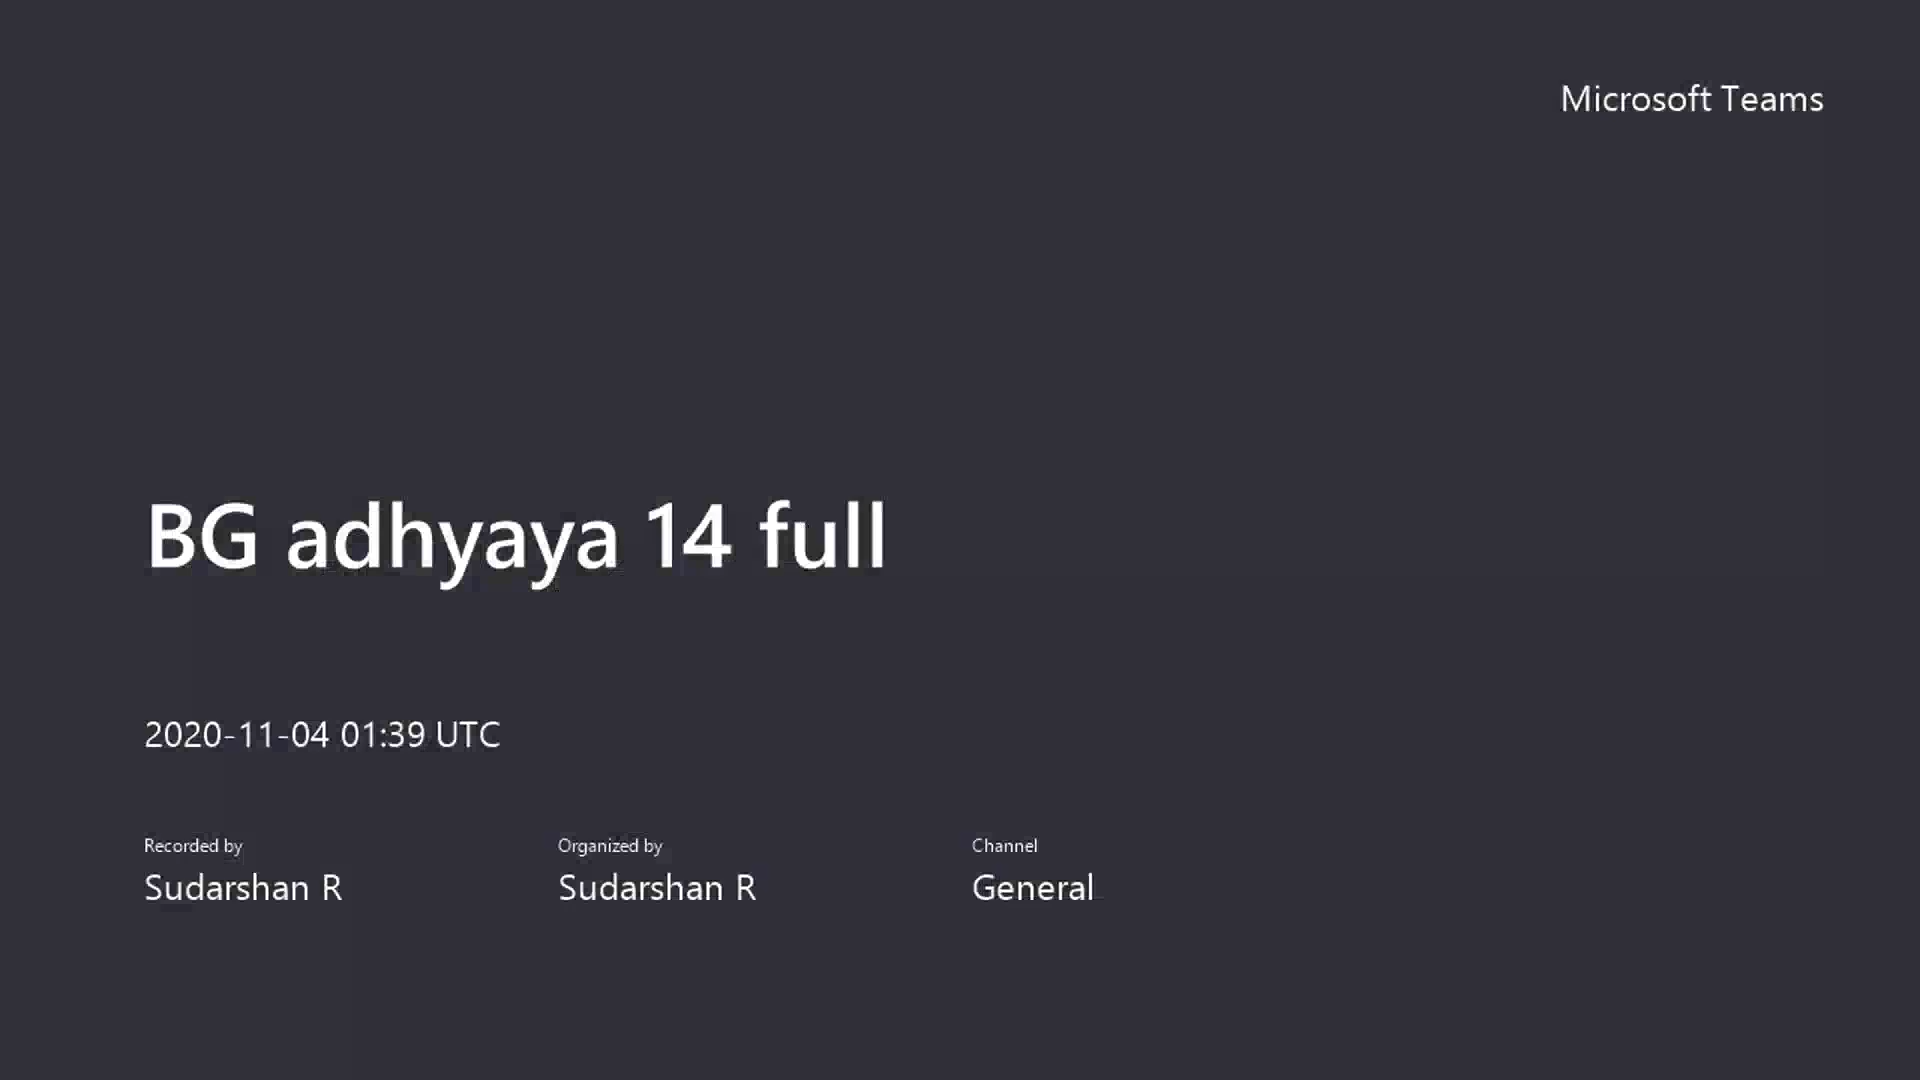 Microsoft Teams
BG adhyaya 14 full
2020-11-04 01:39 UTC
Recorded by
Sudarshan R
Organized by
Sudarshan R
Channel
General